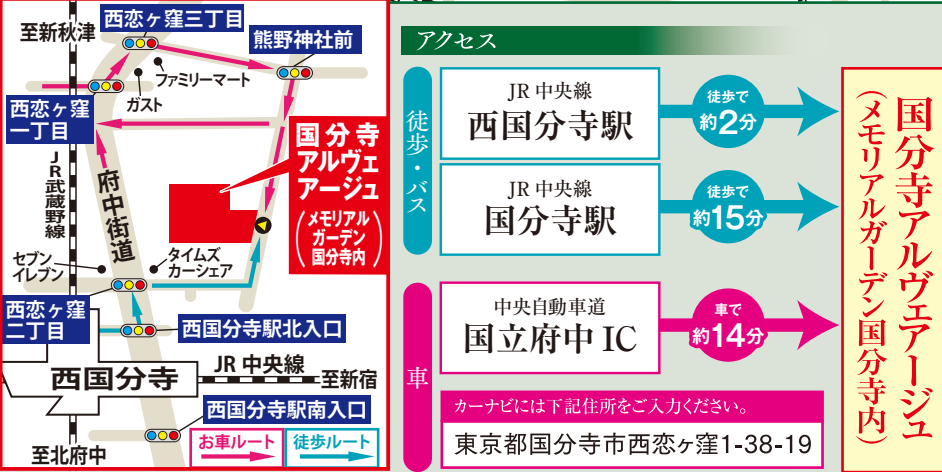 至新秋津
西恋ヶ窪三丁目
熊野神社前
ファミリーマート
ガスト
西恋ヶ窪
一丁目
JR武蔵野線
府中街道
国分寺
アルヴェ
アージュ
(メモリアル
ガーデン
国分寺内)
セブン
イレブン
タイムズ
カーシェア
西恋ヶ窪
二丁目
西国分寺駅北入口
西国分寺
JR 中央線
至新宿
西国分寺駅南入口
至北府中
お車ルート
徒歩ルート
アクセス
徒歩・バス
JR 中央線
西国分寺駅
徒歩で
約2分
JR 中央線
国分寺駅
徒歩で
約15分
車
中央自動車道
国立府中 IC
車で
約14分
カーナビには下記住所をご入力ください。
東京都国分寺市西恋ヶ窪1-38-19
国分寺アルヴェアージュ
(メモリアルガーデン国分寺内)